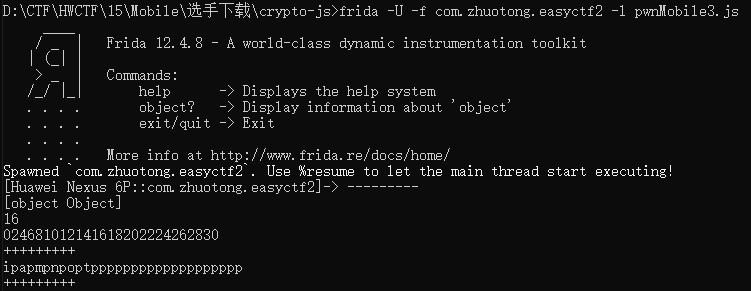 D:\CTF\HWCTF\15\Mobile\选手下载\crypto-js>frida -U -f com.zhuotong.easyctf2 -l pwnMobile3.js
     ____
    / _  |   Frida 12.4.8 - A world-class dynamic instrumentation toolkit
   | (_| |
    > _  |   Commands:
   /_/ |_|       help      -> Displays the help system
   . . . .       object?   -> Display information about 'object'
   . . . .       exit/quit -> Exit
   . . . .
   . . . .   More info at http://www.frida.re/docs/home/
Spawned `com.zhuotong.easyctf2`. Use %resume to let the main thread start executing!
[Huawei Nexus 6P::com.zhuotong.easyctf2]-> ---------
[object Object]
16
024681012141618202224262830
+++++++++
ipapmpnpoptppppppppppppppppppp
+++++++++